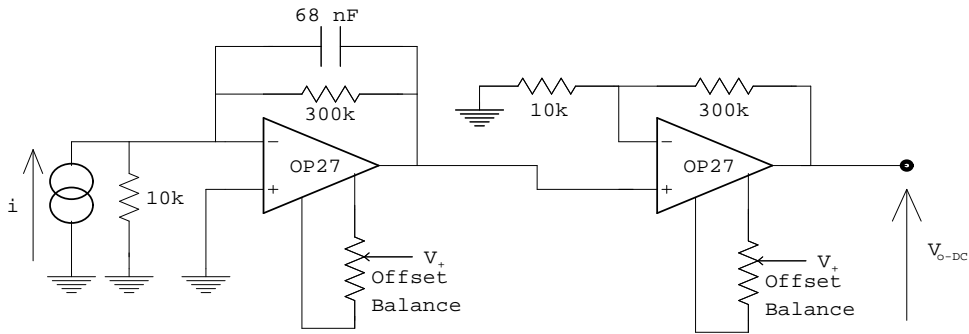 68 nF
300k
10k
300k
OP27
OP27
−
+
−
+
i
10k
V+
Offset
Balance
V+
Offset
Balance
Vo-DC